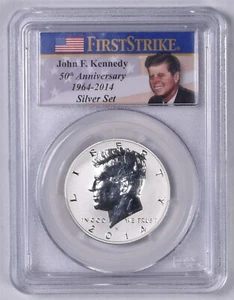 FIRSTSTRIKE
John F. Kennedy
50th Anniversary
1964-2014
Silver Set
LIBERTY
IN GOD WE TRUST
2014